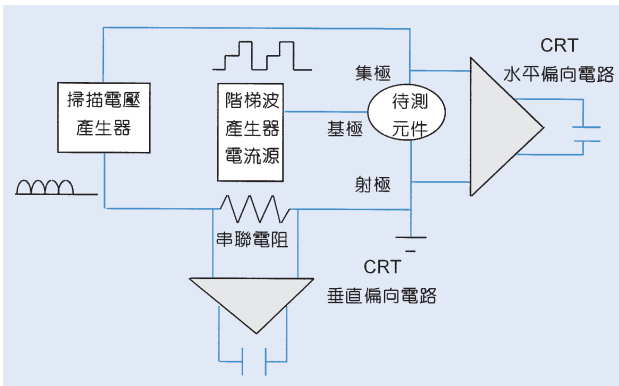 CRT
水平偏向電路
集極
掃描電壓
產生器
階梯波
產生器
電流源
待測
元件
基極
射極
串聯電阻
CRT
垂直偏向電路